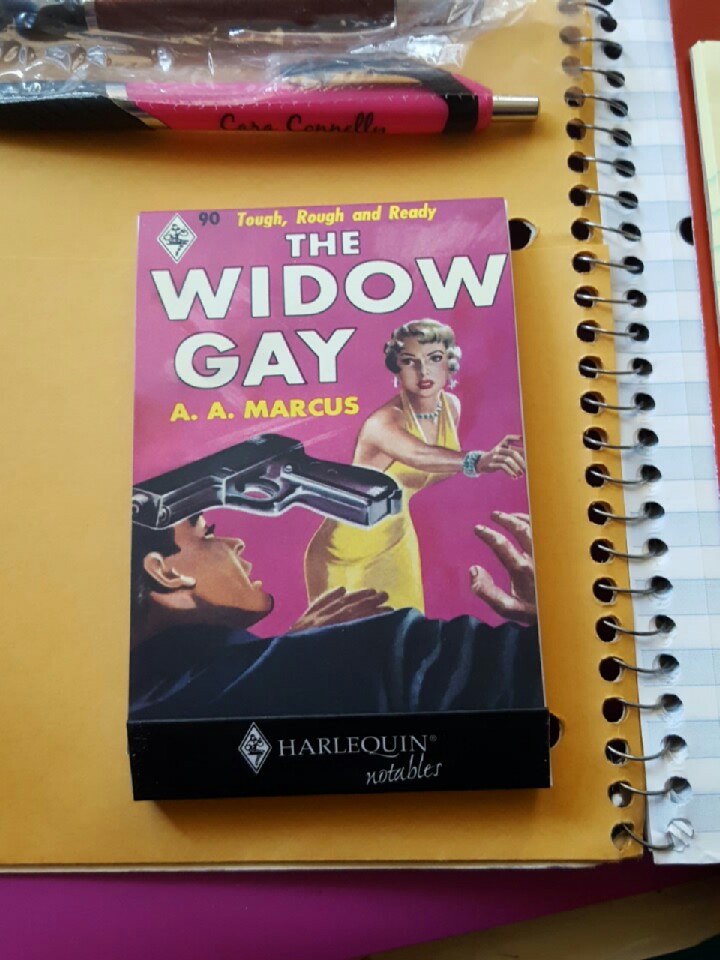 Cara Connelly
90 Tough, Rough and Ready
THE
WIDOW
GAY
A. A. MARCUS
HARLEQUIN®
notables